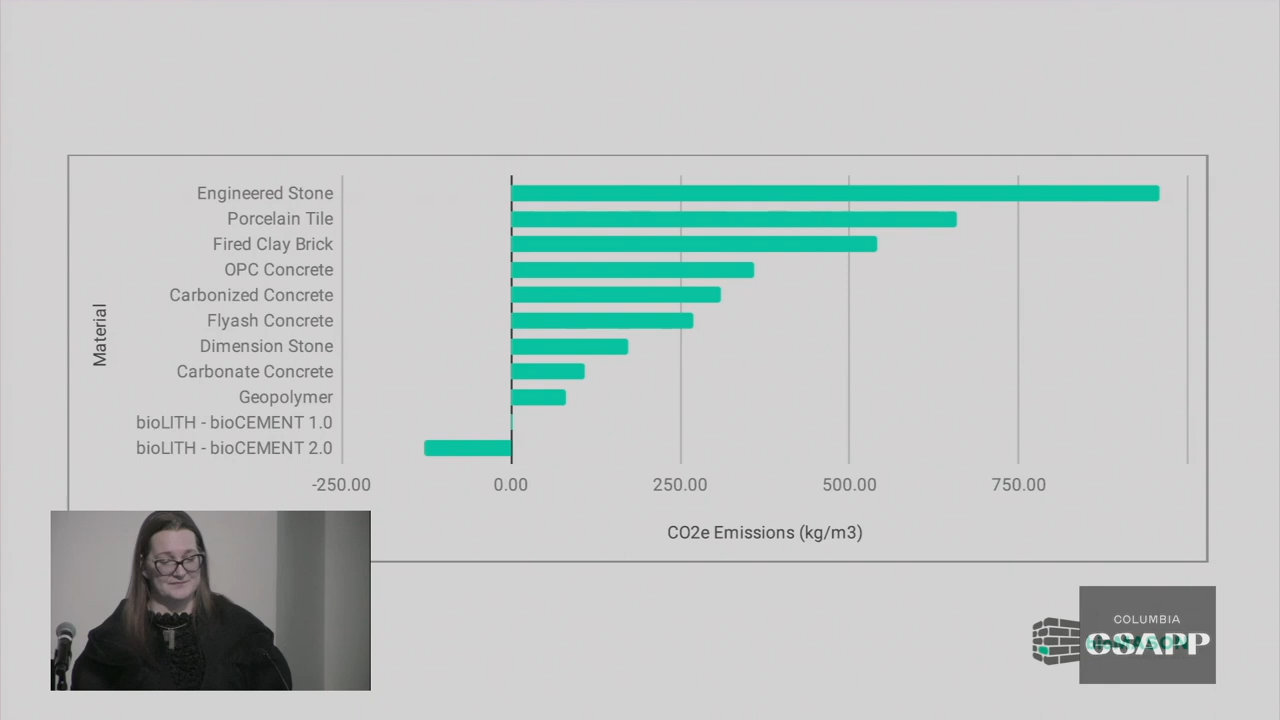 Engineered Stone
Porcelain Tile
Fired Clay Brick
OPC Concrete
Carbonized Concrete
Flyash Concrete
Dimension Stone
Carbonate Concrete
Geopolymer
bioLITH - bioCEMENT 1.0
bioLITH - bioCEMENT 2.0
Material
-250.00 0.00 250.00 500.00 750.00
CO2e Emissions (kg/m3)
COLUMBIA
GSAPP